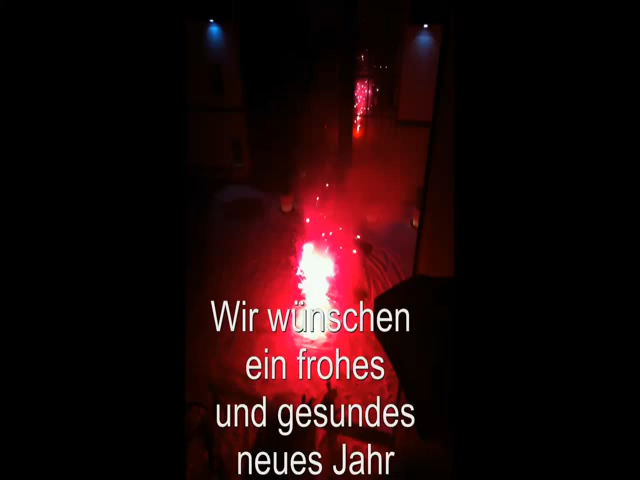 Wir wünschen
ein frohes
und gesundes
neues Jahr